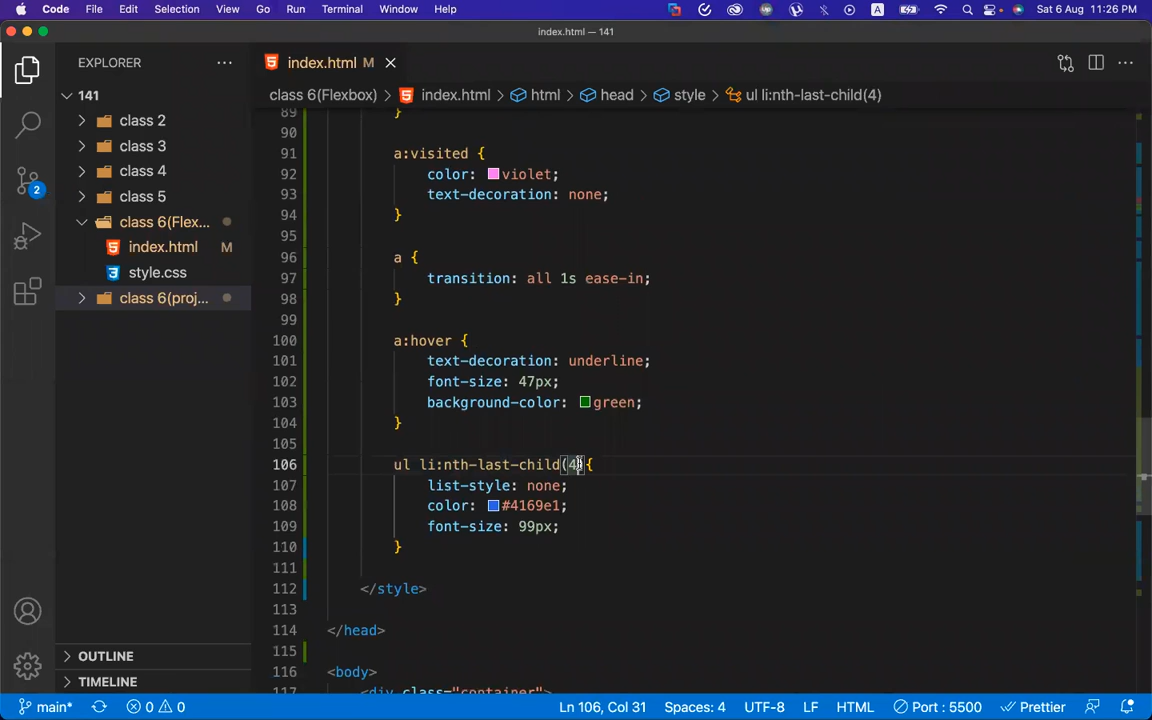 Code File Edit Selection View Go Run Terminal Window Help A Sat 6 Aug 11:26 PM
index.html — 141
EXPLORER
141
class 2
class 3
class 4
class 5
class 6(Flex...
index.html M
style.css
class 6(proj...
OUTLINE
TIMELINE
2
index.html M
class 6(Flexbox) > index.html > html > head > style > ul li:nth-last-child(4)
89 }
90
91 a:visited {
92 color: violet;
93 text-decoration: none;
94 }
95
96 a {
97 transition: all 1s ease-in;
98 }
99
100 a:hover {
101 text-decoration: underline;
102 font-size: 47px;
103 background-color: green;
104 }
105
106 ul li:nth-last-child(4){
107 list-style: none;
108 color: #4169e1;
109 font-size: 99px;
110 }
111
112 </style>
113
114 </head>
115
116 <body>
117 <div class="container">
main* 0 0 Ln 106, Col 31 Spaces: 4 UTF-8 LF HTML Port : 5500 Prettier